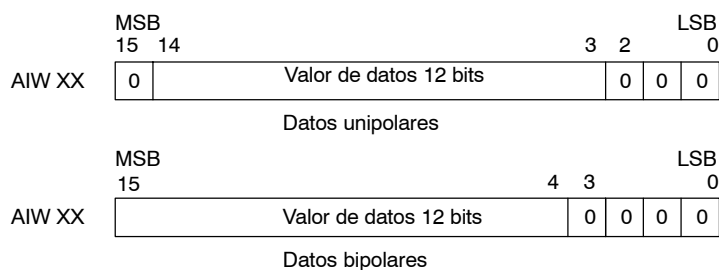 MSB LSB
15 14 3 2 0
AIW XX 0 Valor de datos 12 bits 0 0 0
Datos unipolares
MSB LSB
15 4 3 0
AIW XX Valor de datos 12 bits 0 0 0 0
Datos bipolares